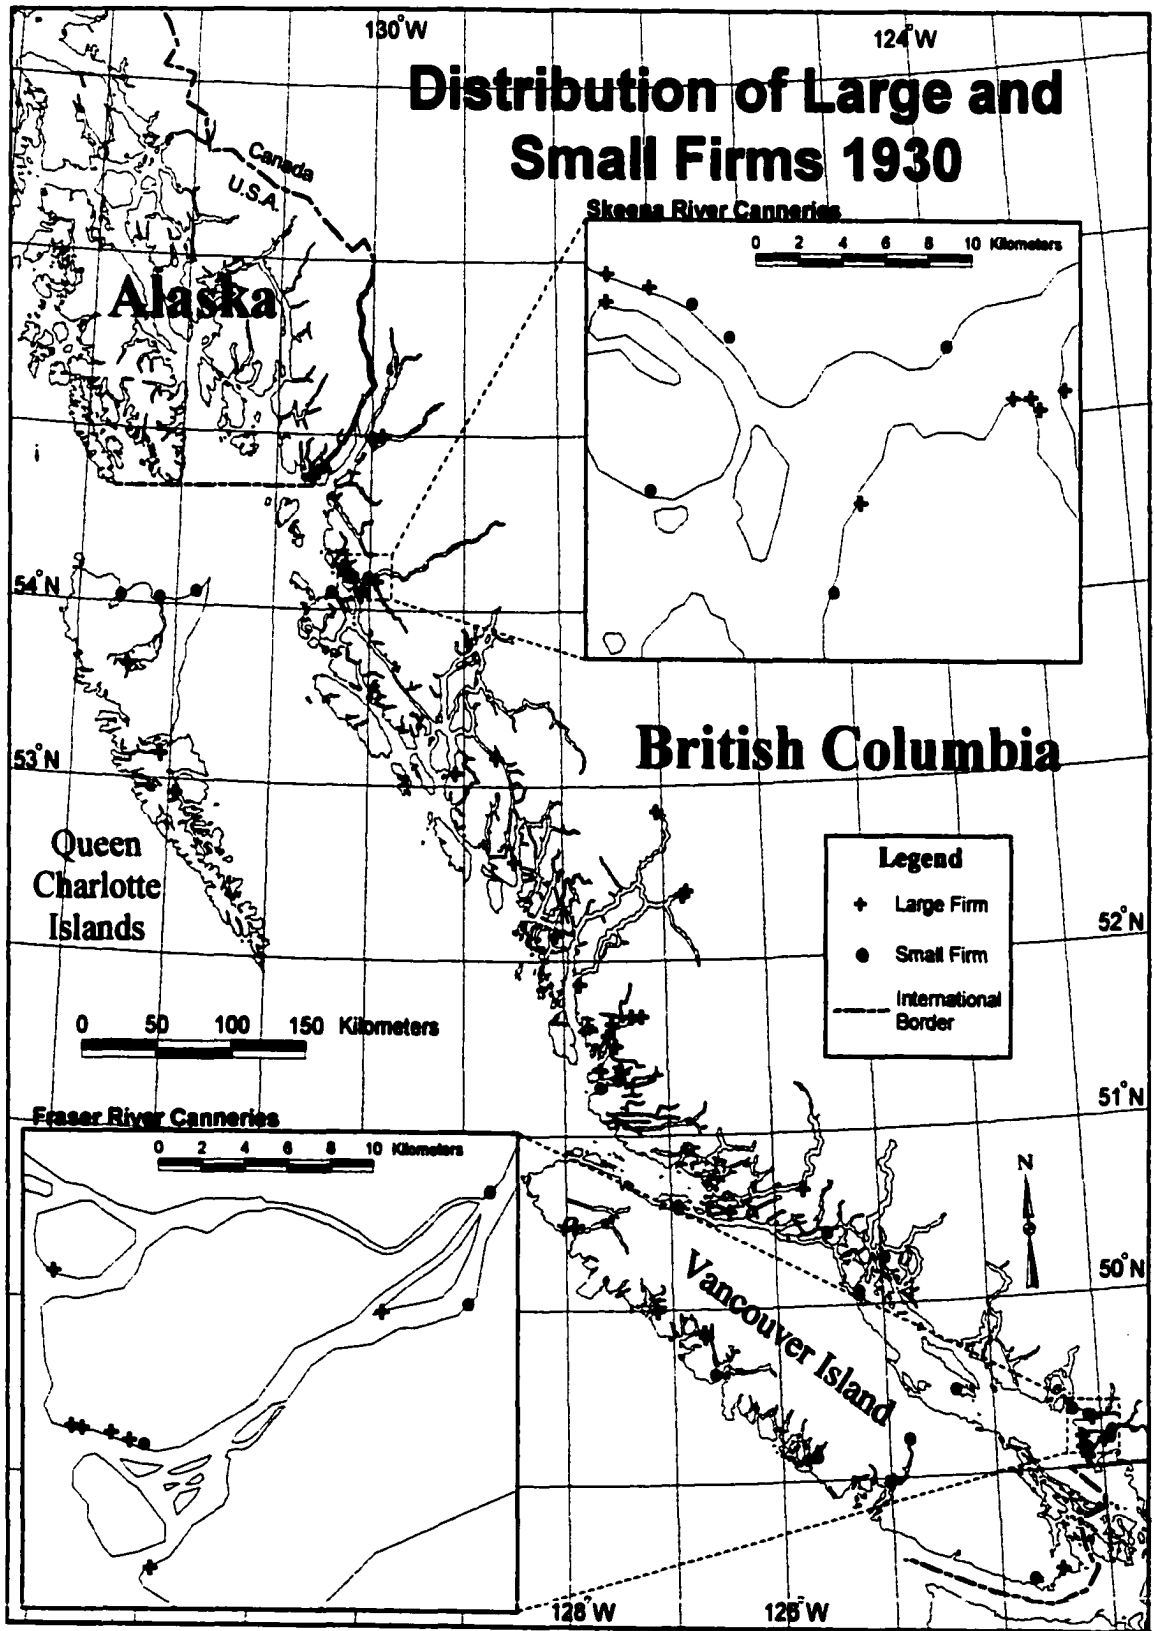 130°W
124°W
Distribution of Large and
Small Firms 1930
Canada
U.S.A.
Skeena River Canneries
0 2 4 6 8 10 Kilometers
Alaska
54°N
53°N
British Columbia
Queen
Charlotte
Islands
Legend
Large Firm
Small Firm
International
Border
52°N
0 50 100 150 Kilometers
51°N
Fraser River Canneries
0 2 4 6 8 10 Kilometers
N
50°N
Vancouver Island
128°W